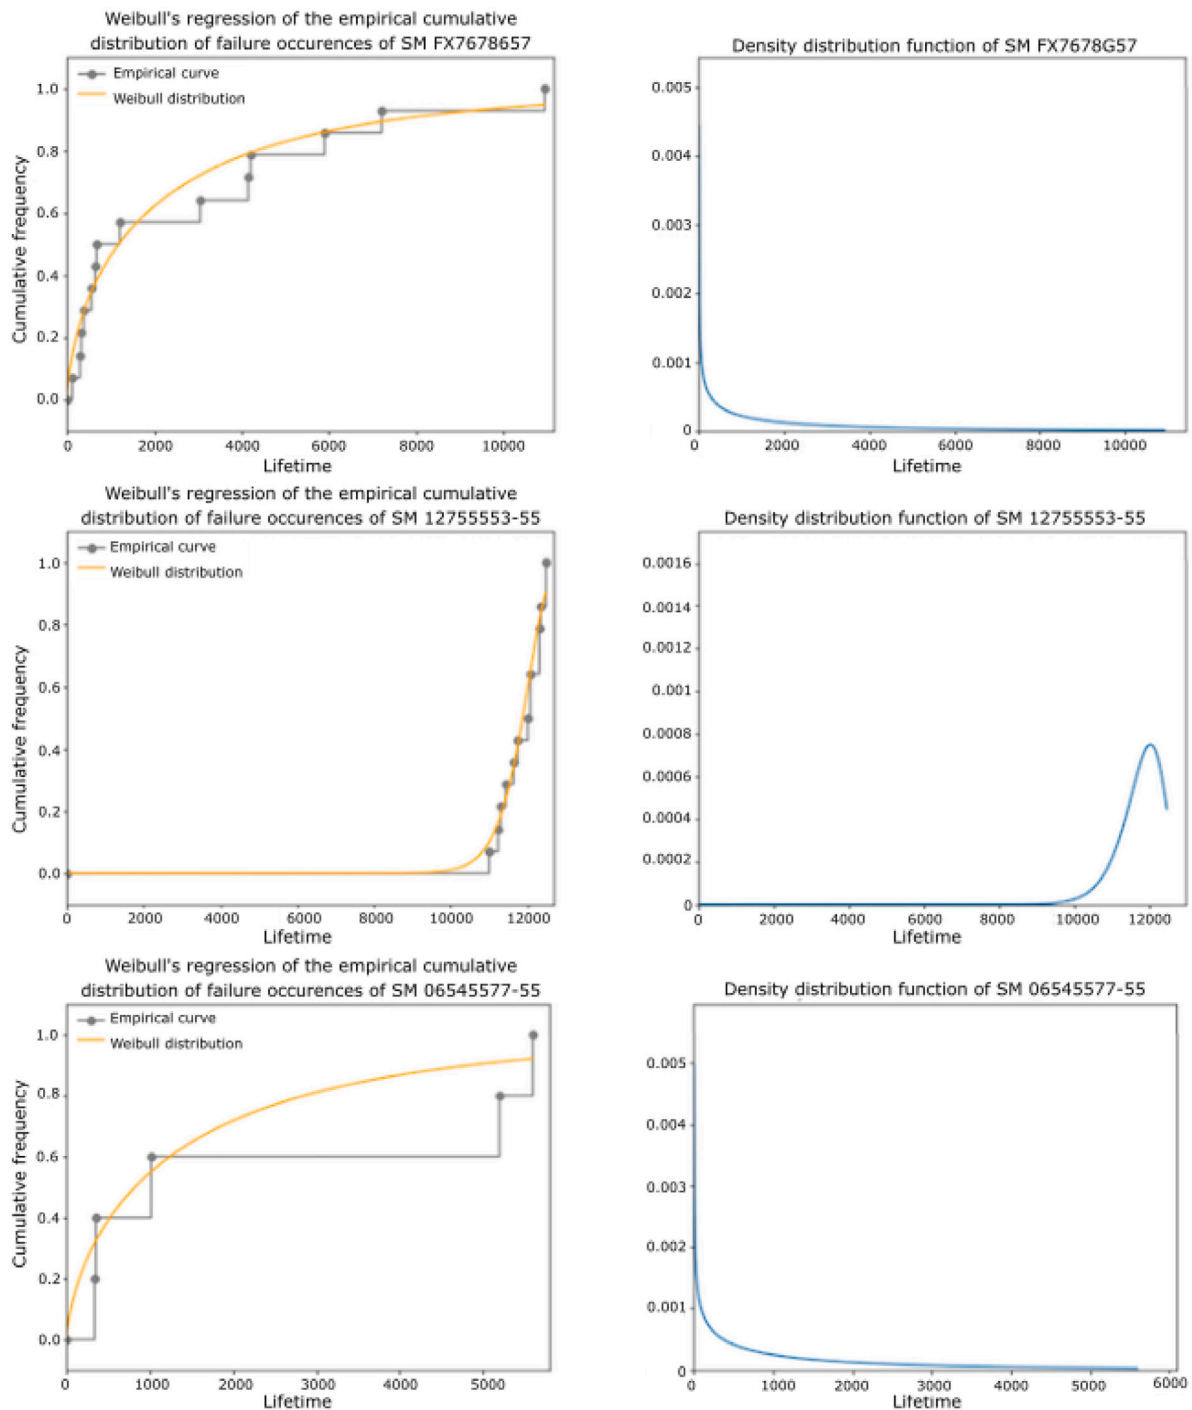 Weibull's regression of the empirical cumulative
distribution of failure occurences of SM FX7678657
Empirical curve
Weibull distribution
1.0
0.8
0.6
0.4
0.2
0.0
Cumulative frequency
0 2000 4000 6000 8000 10000
Lifetime
Density distribution function of SM FX7678G57
0.005
0.004
0.003
0.002
0.001
0
0 2000 4000 6000 8000 10000
Lifetime
Weibull's regression of the empirical cumulative
distribution of failure occurences of SM 12755553-55
Empirical curve
Weibull distribution
1.0
0.8
0.6
0.4
0.2
0.0
Cumulative frequency
0 2000 4000 6000 8000 10000 12000
Lifetime
Density distribution function of SM 12755553-55
0.0016
0.0014
0.0012
0.001
0.0008
0.0006
0.0004
0.0002
0
0 2000 4000 6000 8000 10000 12000
Lifetime
Weibull's regression of the empirical cumulative
distribution of failure occurences of SM 06545577-55
Empirical curve
Weibull distribution
1.0
0.8
0.6
0.4
0.2
0.0
Cumulative frequency
0 1000 2000 3000 4000 5000
Lifetime
Density distribution function of SM 06545577-55
0.005
0.004
0.003
0.002
0.001
0
0 1000 2000 3000 4000 5000 6000
Lifetime